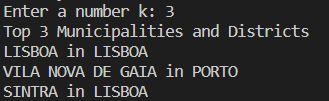 Enter a number k: 3
Top 3 Municipalities and Districts
LISBOA in LISBOA
VILA NOVA DE GAIA in PORTO
SINTRA in LISBOA